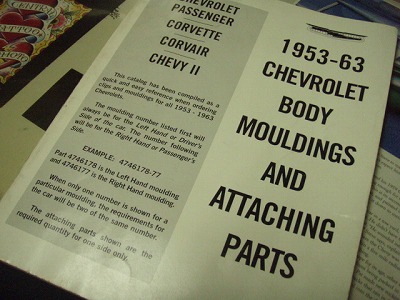 CHEVROLET
PASSENGER
CORVETTE
CORVAIR
CHEVY II
This catalog has been compiled as a
quick and easy reference when ordering
clips and mouldings for all 1953 - 1963
Chevrolets.
The moulding number listed first will
always be for the Left Hand or Driver's
Side of the car. The number following
will be for the Right Hand or Passenger's
Side.
EXAMPLE: 4746178-77
Part 4746178 is the Left Hand moulding
and 4746177 is the Right Hand moulding.
When only one number is shown for a
particular moulding, the requirements for
the car will be two of the same number.
The attaching parts shown are the
required quantity for one side only.
1953-63
CHEVROLET
BODY
MOULDINGS
AND
ATTACHING
PARTS
TATTOO